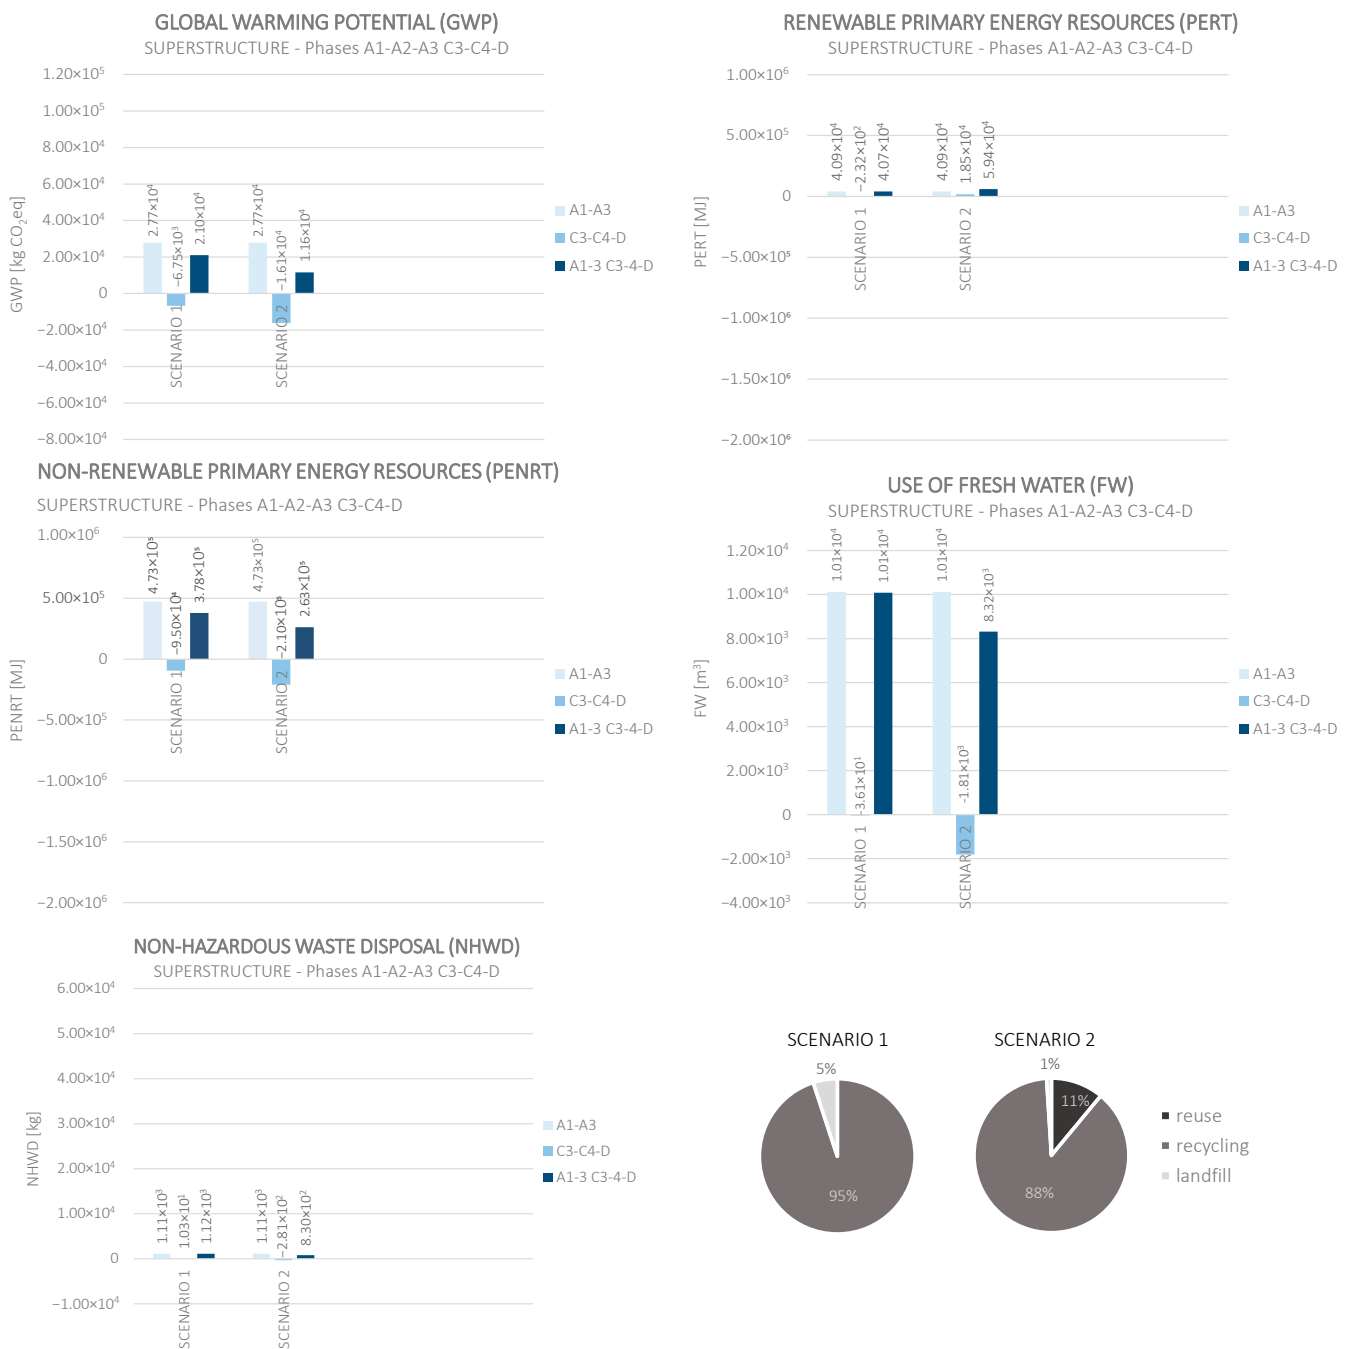 GLOBAL WARMING POTENTIAL (GWP)
SUPERSTRUCTURE - Phases A1-A2-A3 C3-C4-D
1.20×10⁵
1.00×10⁵
8.00×10⁴
6.00×10⁴
4.00×10⁴
2.00×10⁴
0
−2.00×10⁴
−4.00×10⁴
−6.00×10⁴
−8.00×10⁴
GWP [kg CO₂eq]
2.77×10⁴
−6.75×10³
2.10×10⁴
2.77×10⁴
−1.61×10⁴
1.16×10⁴
SCENARIO 1
SCENARIO 2
A1-A3
C3-C4-D
A1-3 C3-4-D
RENEWABLE PRIMARY ENERGY RESOURCES (PERT)
SUPERSTRUCTURE - Phases A1-A2-A3 C3-C4-D
1.00×10⁶
5.00×10⁵
0
−5.00×10⁵
−1.00×10⁶
−1.50×10⁶
−2.00×10⁶
PERT [MJ]
4.09×10⁴
−2.32×10²
4.07×10⁴
4.09×10⁴
1.85×10⁴
5.94×10⁴
SCENARIO 1
SCENARIO 2
A1-A3
C3-C4-D
A1-3 C3-4-D
NON-RENEWABLE PRIMARY ENERGY RESOURCES (PENRT)
SUPERSTRUCTURE - Phases A1-A2-A3 C3-C4-D
1.00×10⁶
5.00×10⁵
0
−5.00×10⁵
−1.00×10⁶
−1.50×10⁶
−2.00×10⁶
PENRT [MJ]
4.73×10⁵
−9.50×10⁴
3.78×10⁵
4.73×10⁵
−2.10×10⁵
2.63×10⁵
SCENARIO 1
SCENARIO 2
A1-A3
C3-C4-D
A1-3 C3-4-D
USE OF FRESH WATER (FW)
SUPERSTRUCTURE - Phases A1-A2-A3 C3-C4-D
1.20×10⁴
1.00×10⁴
8.00×10³
6.00×10³
4.00×10³
2.00×10³
0
−2.00×10³
−4.00×10³
FW [m³]
1.01×10⁴
-3.61×10¹
1.01×10⁴
1.01×10⁴
-1.81×10³
8.32×10³
SCENARIO 1
SCENARIO 2
A1-A3
C3-C4-D
A1-3 C3-4-D
NON-HAZARDOUS WASTE DISPOSAL (NHWD)
SUPERSTRUCTURE - Phases A1-A2-A3 C3-C4-D
6.00×10⁴
5.00×10⁴
4.00×10⁴
3.00×10⁴
2.00×10⁴
1.00×10⁴
0
−1.00×10⁴
NHWD [kg]
1.11×10³
1.03×10¹
1.12×10³
1.11×10³
−2.81×10²
8.30×10²
SCENARIO 1
SCENARIO 2
A1-A3
C3-C4-D
A1-3 C3-4-D
SCENARIO 1
5%
95%
SCENARIO 2
1%
11%
88%
reuse
recycling
landfill